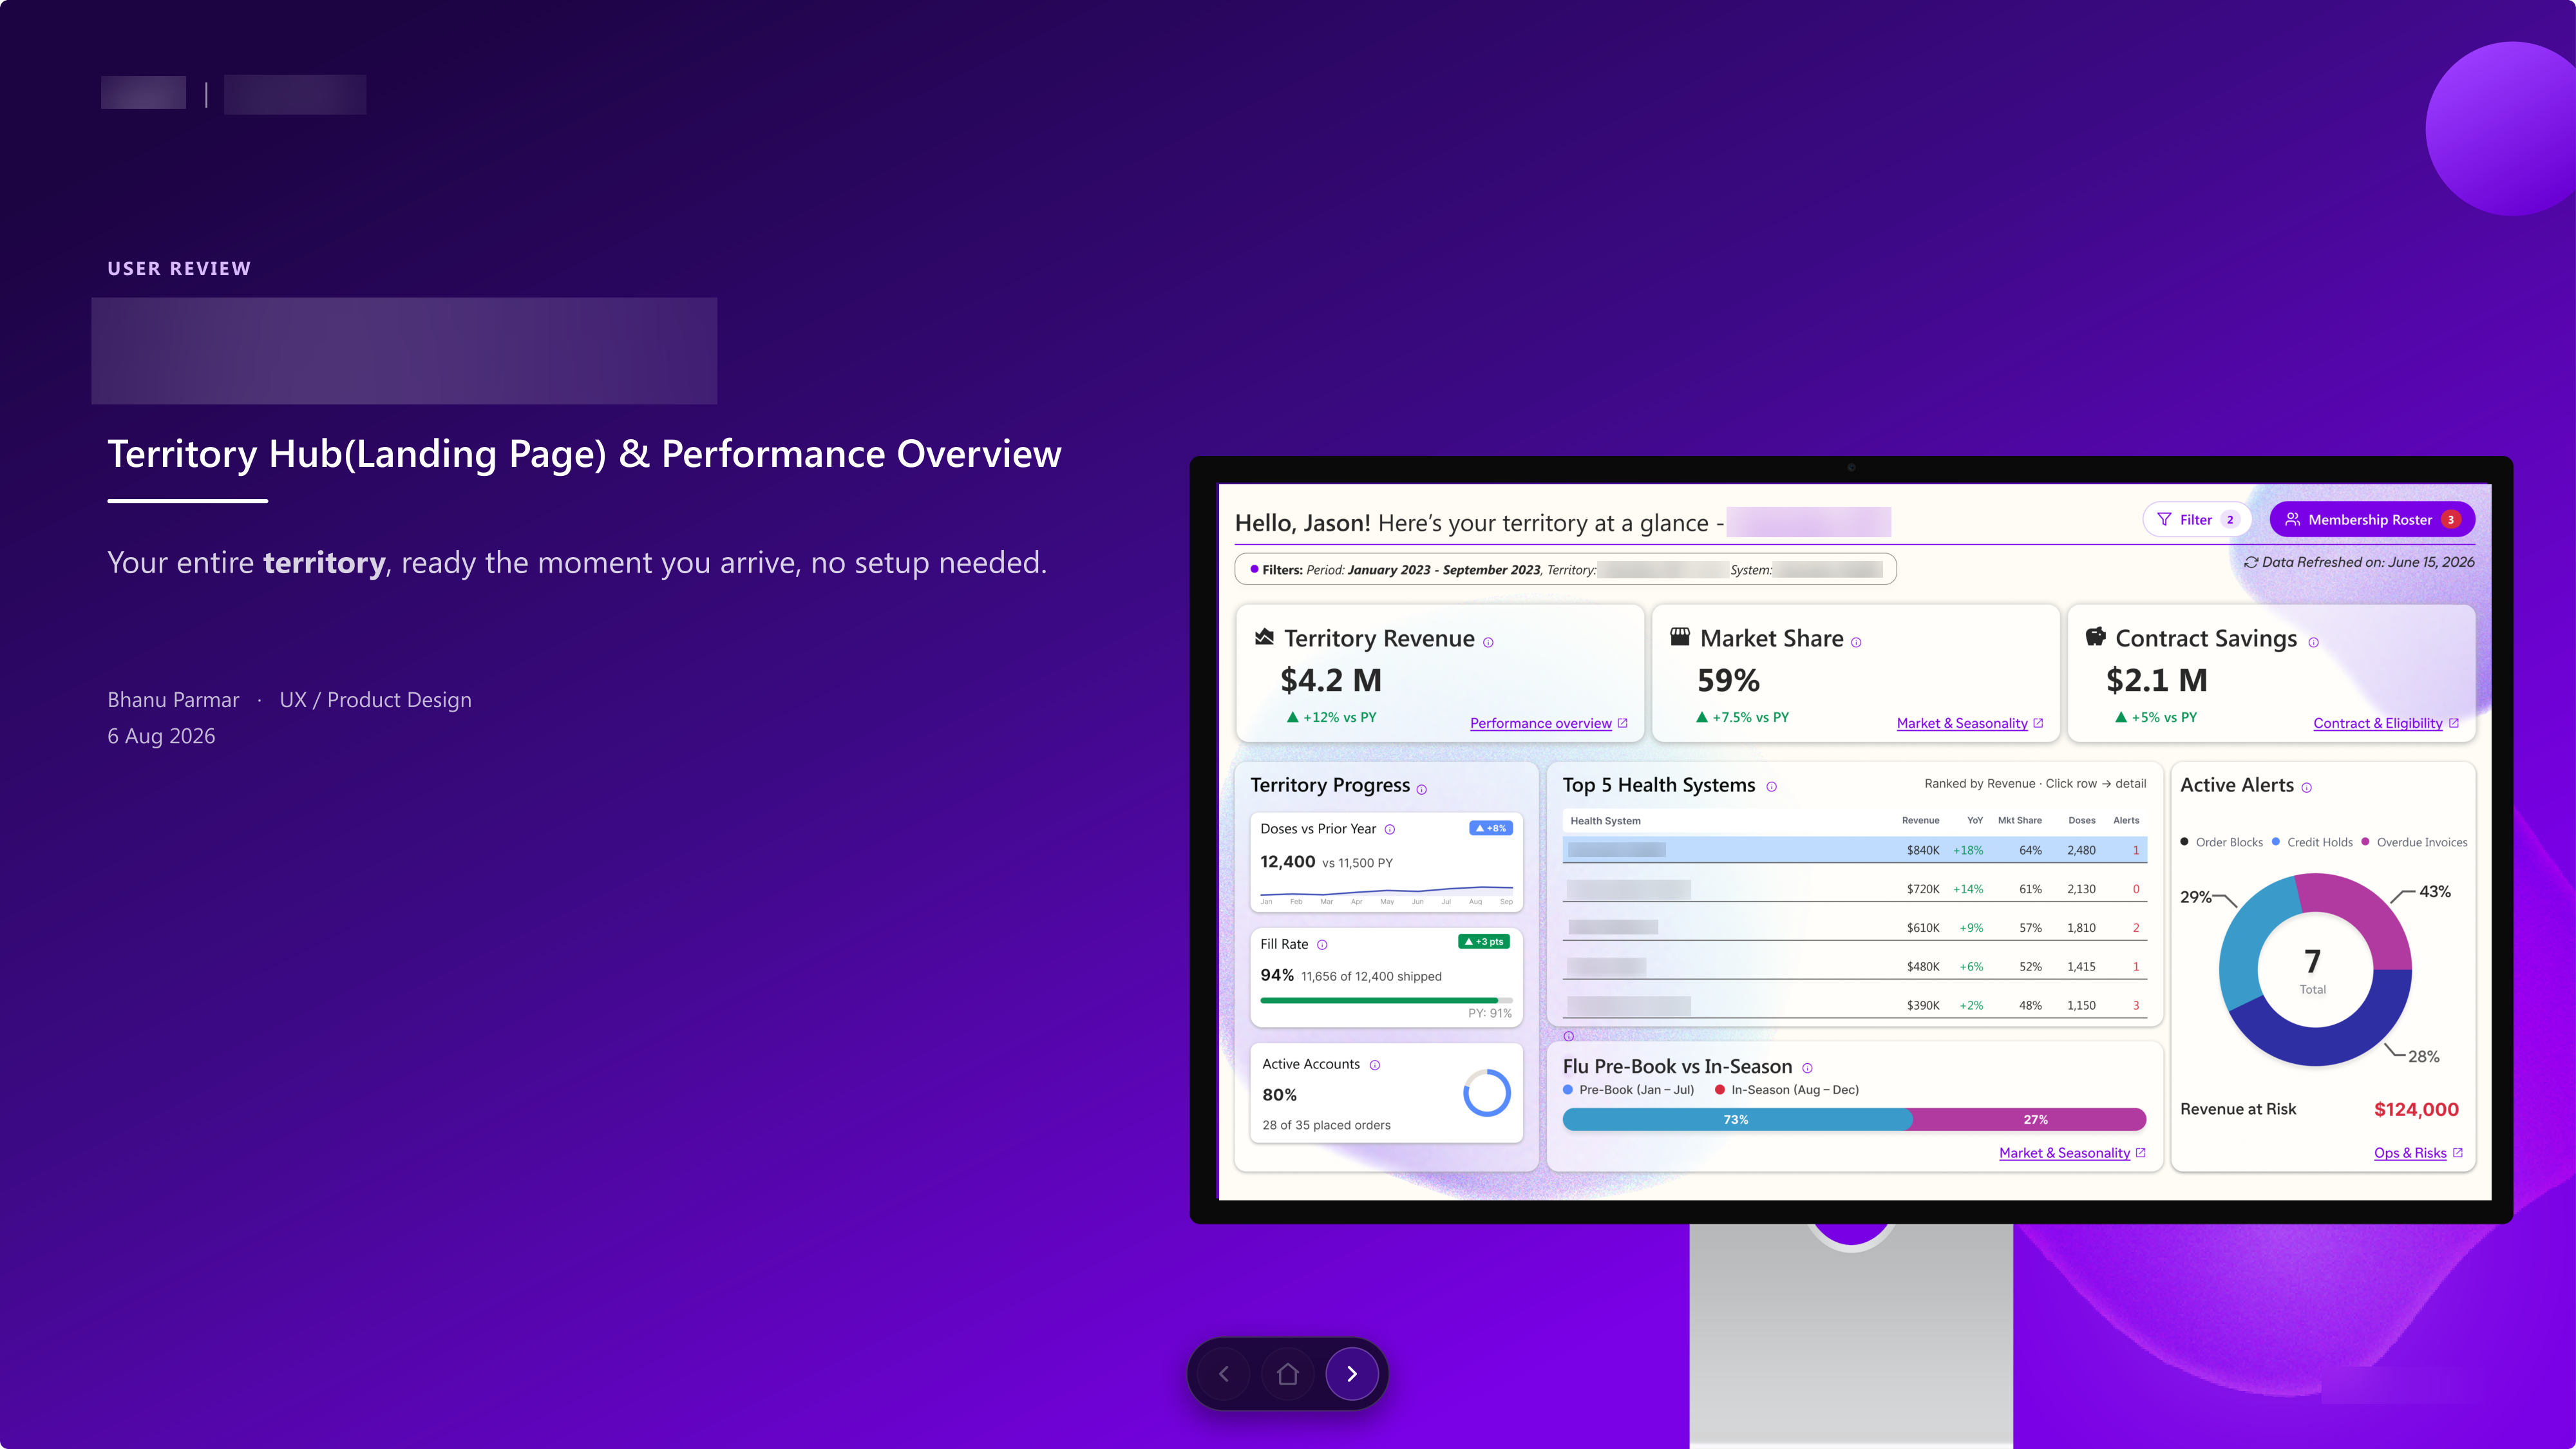 USER REVIEW
Territory Hub(Landing Page) & Performance Overview
Your entire territory, ready the moment you arrive, no setup needed.
Bhanu Parmar · UX / Product Design
6 Aug 2026
Hello, Jason! Here's your territory at a glance -
Filter 2
Membership Roster 3
Filters: Period: January 2023 - September 2023, Territory: System:
Data Refreshed on: June 15, 2026
Territory Revenue
$4.2 M
▲ +12% vs PY
Performance overview
Market Share
59%
▲ +7.5% vs PY
Market & Seasonality
Contract Savings
$2.1 M
▲ +5% vs PY
Contract & Eligibility
Territory Progress
Doses vs Prior Year ▲ +8%
12,400 vs 11,500 PY
Jan Feb Mar Apr May Jun Jul Aug Sep
Fill Rate ▲ +3 pts
94% 11,656 of 12,400 shipped
PY: 91%
Active Accounts
80%
28 of 35 placed orders
Top 5 Health Systems Ranked by Revenue · Click row → detail
Health System Revenue YoY Mkt Share Doses Alerts
$840K +18% 64% 2,480 1
$720K +14% 61% 2,130 0
$610K +9% 57% 1,810 2
$480K +6% 52% 1,415 1
$390K +2% 48% 1,150 3
Flu Pre-Book vs In-Season
Pre-Book (Jan – Jul) In-Season (Aug – Dec)
73% 27%
Market & Seasonality
Active Alerts
Order Blocks Credit Holds Overdue Invoices
29% 43%
7
Total
28%
Revenue at Risk $124,000
Ops & Risks